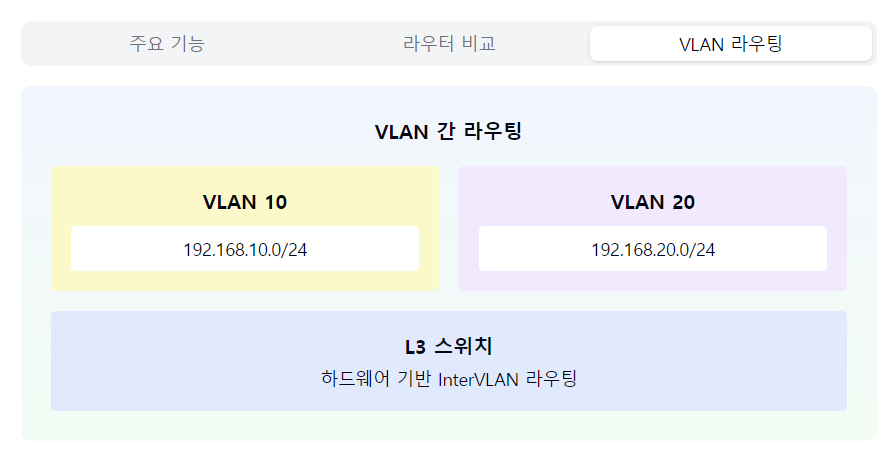 주요 기능
라우터 비교
VLAN 라우팅
VLAN 간 라우팅
VLAN 10
192.168.10.0/24
VLAN 20
192.168.20.0/24
L3 스위치
하드웨어 기반 InterVLAN 라우팅